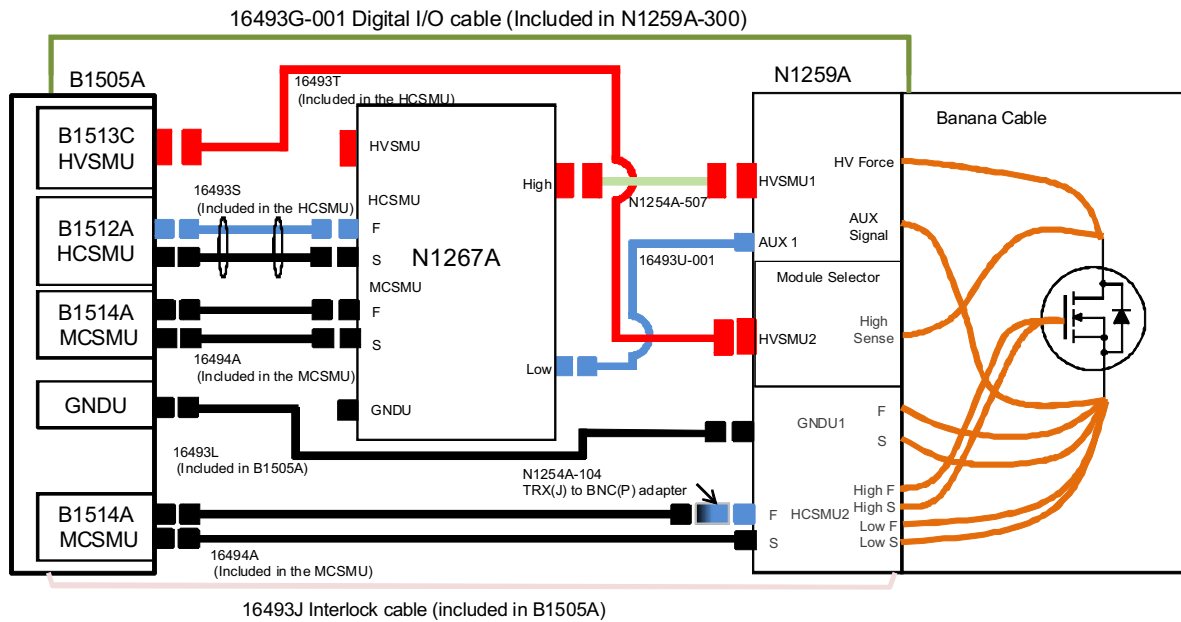 16493G-001 Digital I/O cable (Included in N1259A-300)
B1505A
N1259A
16493T
(Included in the HCSMU)
B1513C
HVSMU
HVSMU
Banana Cable
HV Force
High
HVSMU1
N1254A-507
16493S
(Included in the HCSMU)
HCSMU
B1512A
HCSMU
F
S
N1267A
AUX
Signal
AUX 1
16493U-001
Module Selector
MCSMU
B1514A
MCSMU
F
S
High
Sense
HVSMU2
16494A
(Included in the MCSMU)
Low
GNDU
GNDU
GNDU1
F
S
16493L
(Included in B1505A)
N1254A-104
TRX(J) to BNC(P) adapter
High F
High S
Low F
Low S
B1514A
MCSMU
F
HCSMU2
S
16494A
(Included in the MCSMU)
16493J Interlock cable (included in B1505A)